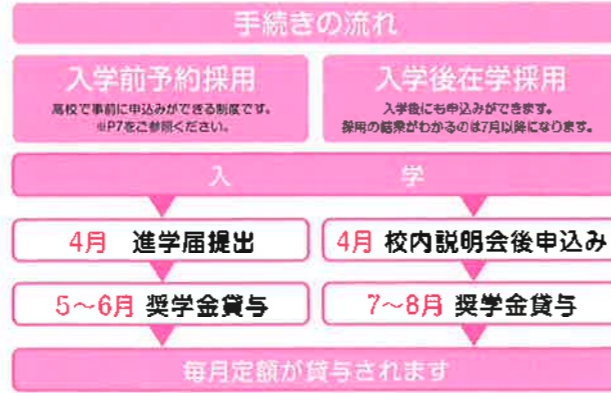 手続きの流れ
入学前予約採用
高校で事前に申込みができる制度です。
※P7をご参照ください。
入学後在学採用
入学後にも申込みができます。
採用の結果がわかるのは7月以降になります。
入 学
4月 進学届提出
4月 校内説明会後申込み
5～6月 奨学金貸与
7～8月 奨学金貸与
毎月定額が貸与されます